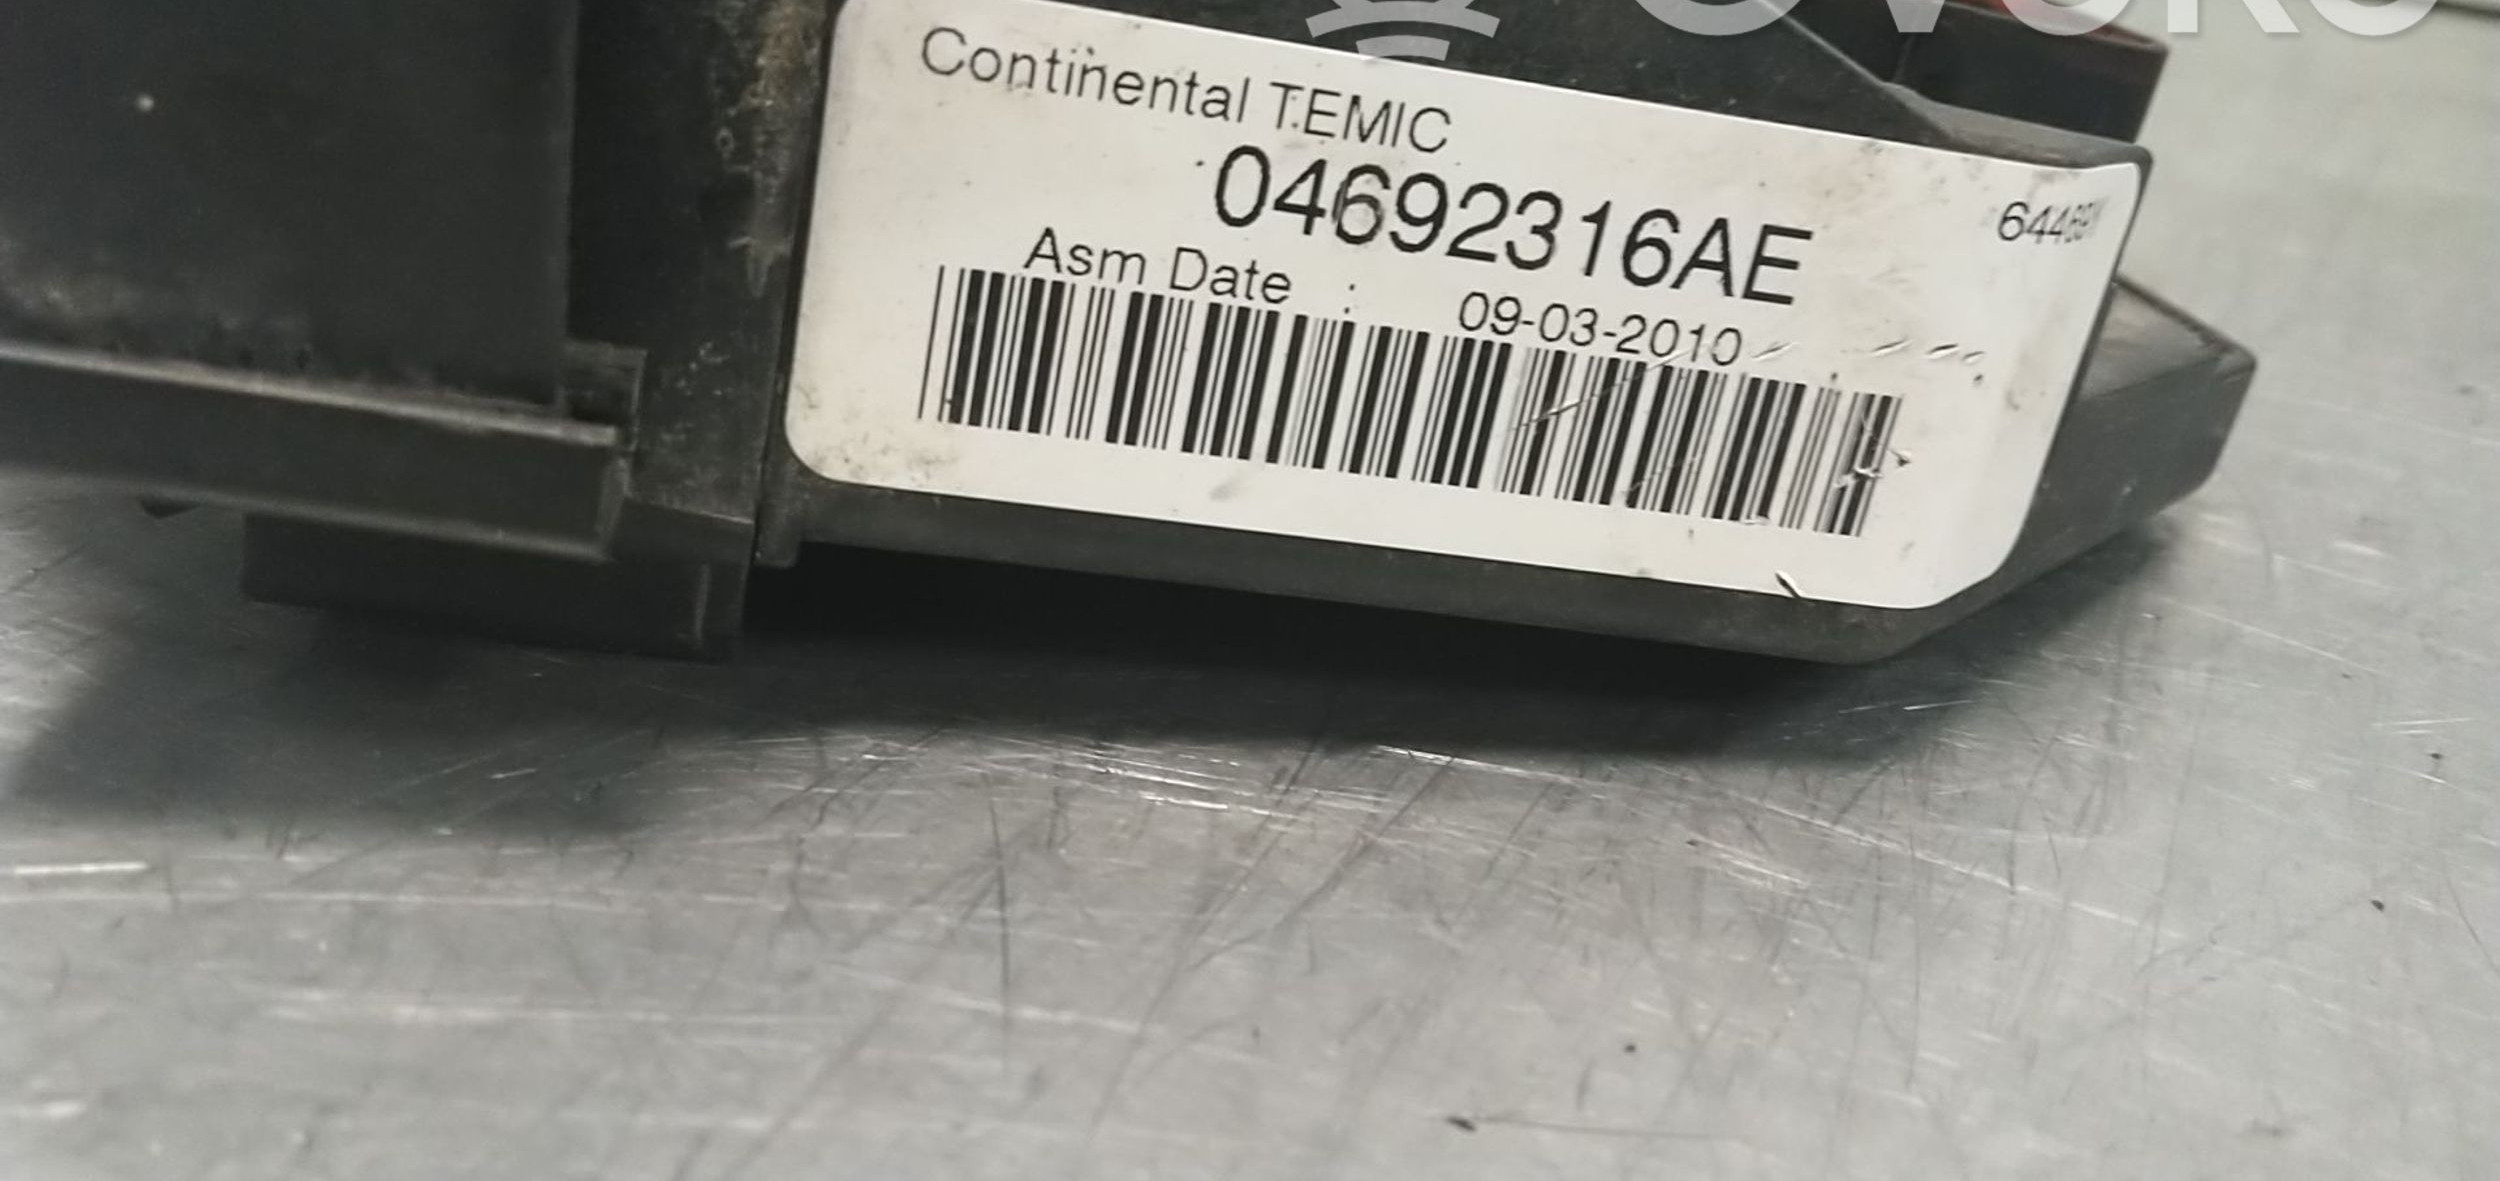 Continental TEMIC
04692316AE
Asm Date : 09-03-2010